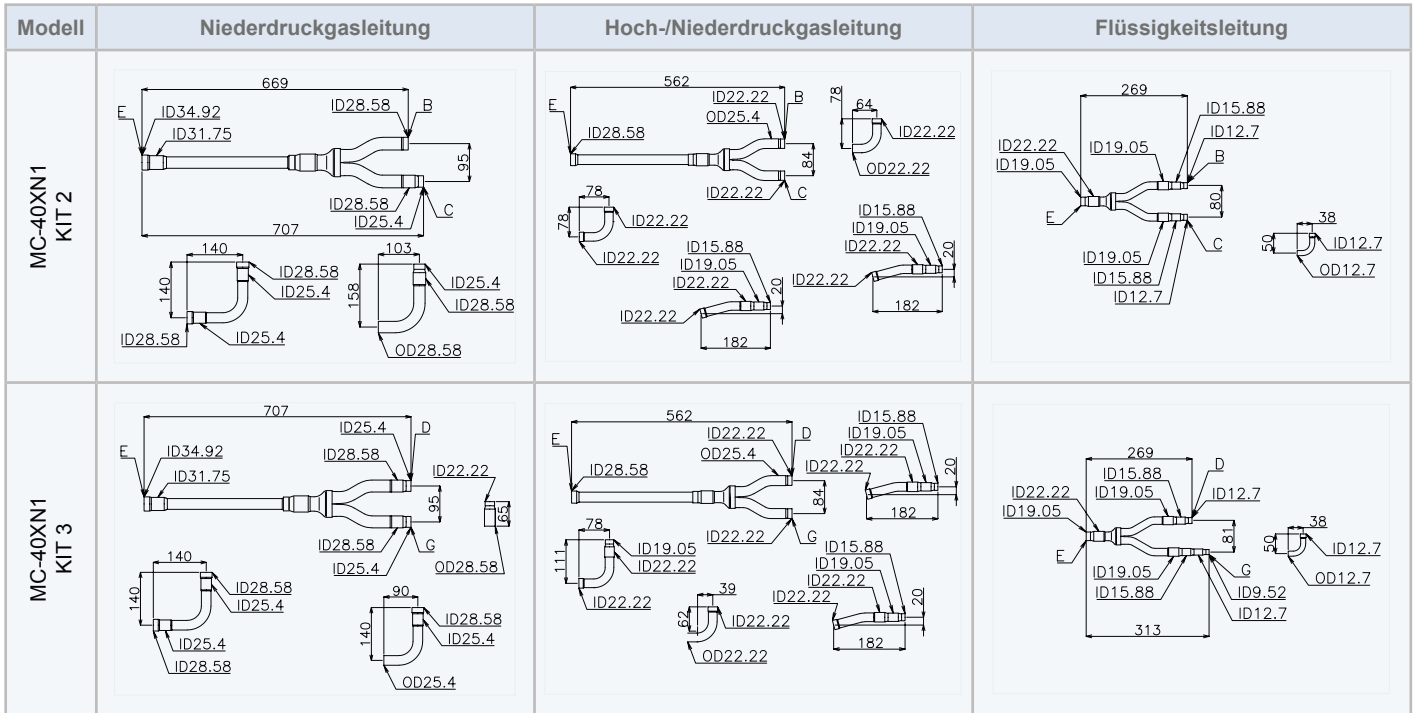 Modell
Niederdruckgasleitung
Hoch-/Niederdruckgasleitung
Flüssigkeitsleitung
MC-40XN1
KIT 2
669
E
ID34.92
ID31.75
ID28.58
B
95
ID28.58
ID25.4
C
707
140
140
ID28.58
ID25.4
ID28.58
ID25.4
103
158
ID25.4
ID28.58
OD28.58
562
E
ID28.58
ID22.22
OD25.4
B
84
ID22.22
C
78
64
ID22.22
OD22.22
78
78
ID22.22
ID22.22
ID15.88
ID19.05
ID22.22
ID22.22
20
182
ID15.88
ID19.05
ID22.22
ID22.22
20
182
269
ID15.88
ID12.7
B
ID22.22
ID19.05
ID19.05
E
80
C
ID19.05
ID15.88
ID12.7
38
50
ID12.7
OD12.7
MC-40XN1
KIT 3
707
E
ID34.92
ID31.75
ID25.4
D
ID28.58
95
ID28.58
G
ID25.4
ID22.22
65
OD28.58
140
140
ID28.58
ID25.4
ID25.4
ID28.58
90
140
ID28.58
ID25.4
OD25.4
562
E
ID28.58
ID22.22
D
OD25.4
84
ID22.22
G
ID15.88
ID19.05
ID22.22
ID22.22
20
182
78
111
ID19.05
ID22.22
ID22.22
39
62
ID22.22
OD22.22
ID15.88
ID19.05
ID22.22
ID22.22
20
182
269
D
ID15.88
ID22.22
ID19.05
ID12.7
ID19.05
E
81
ID19.05
G
ID15.88
ID9.52
ID12.7
313
38
50
ID12.7
OD12.7